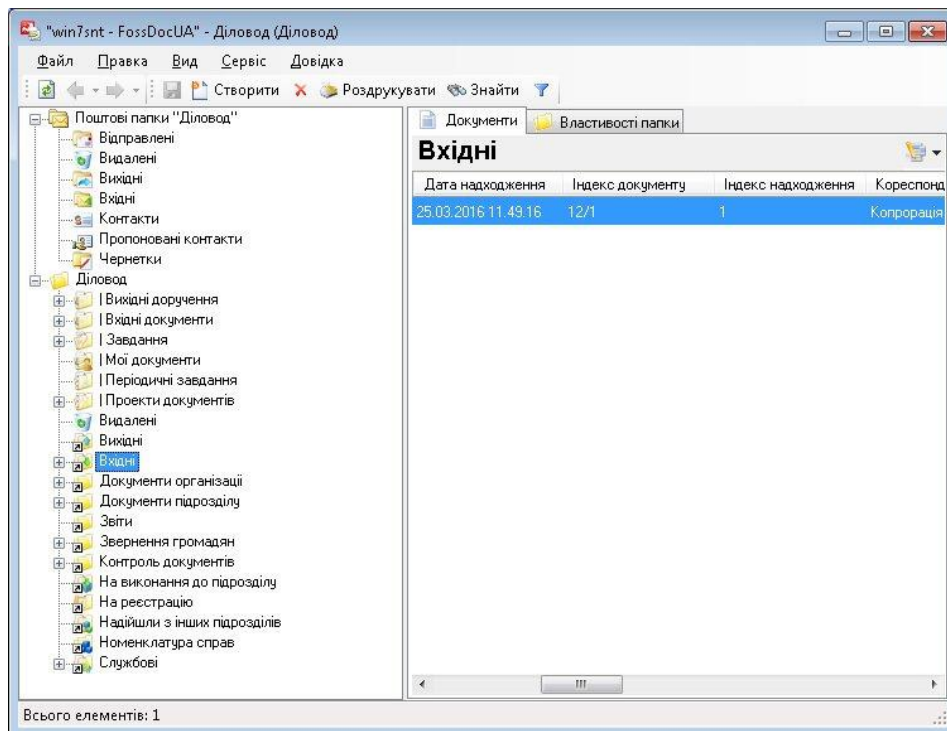 "win7snt - FossDocUA" - Діловод (Діловод)
Файл Правка Вид Сервіс Довідка
Створити Роздрукувати Знайти
Поштові папки "Діловод"
Відправлені
Видалені
Вихідні
Вхідні
Контакти
Пропоновані контакти
Чернетки
Діловод
| Вихідні доручення
| Вхідні документи
| Завдання
| Мої документи
| Періодичні завдання
| Проекти документів
Видалені
Вихідні
Вхідні
Документи організації
Документи підрозділу
Звіти
Звернення громадян
Контроль документів
На виконання до підрозділу
На реєстрацію
Надійшли з інших підрозділів
Номенклатура справ
Службові
Документи Властивості папки
Вхідні
Дата надходження Індекс документу Індекс надходження Кореспонд
25.03.2016 11.49.16 12/1 1 Копрорація
Всього елементів: 1